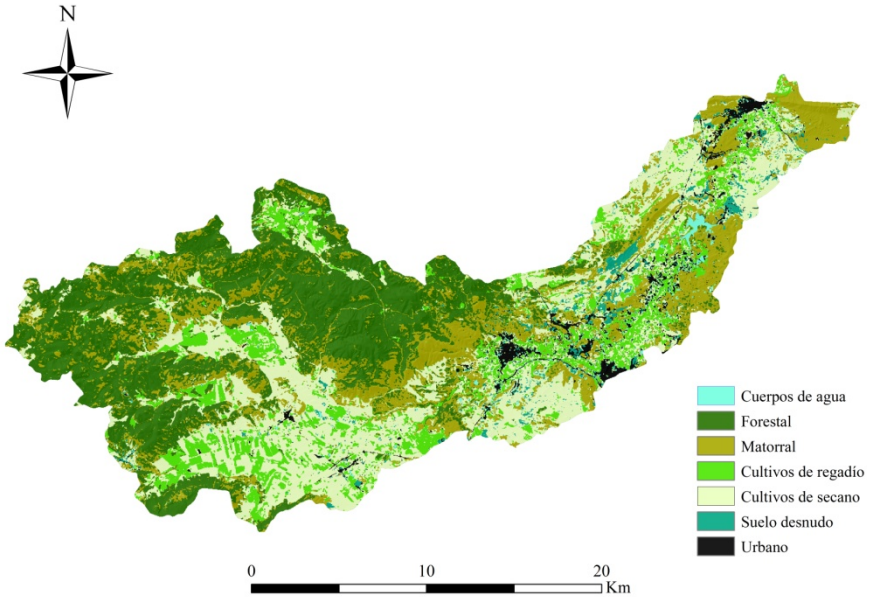 N
Cuerpos de agua
Forestal
Matorral
Cultivos de regadío
Cultivos de secano
Suelo desnudo
Urbano
0 10 20
Km